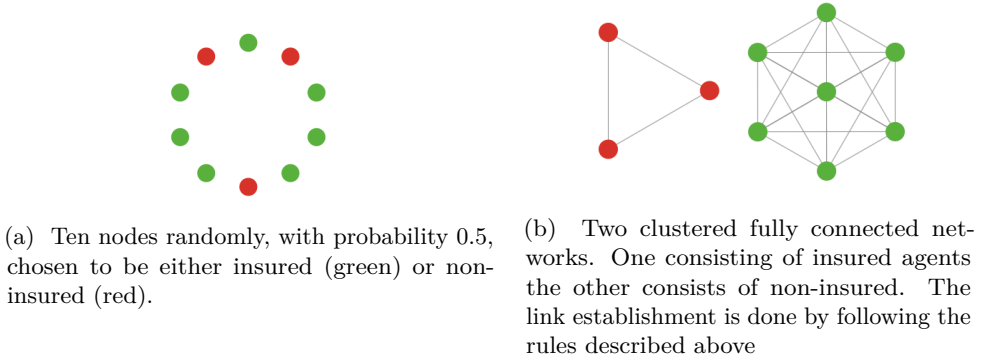 (a) Ten nodes randomly, with probability 0.5,
chosen to be either insured (green) or non-
insured (red).
(b) Two clustered fully connected net-
works. One consisting of insured agents
the other consists of non-insured. The
link establishment is done by following the
rules described above